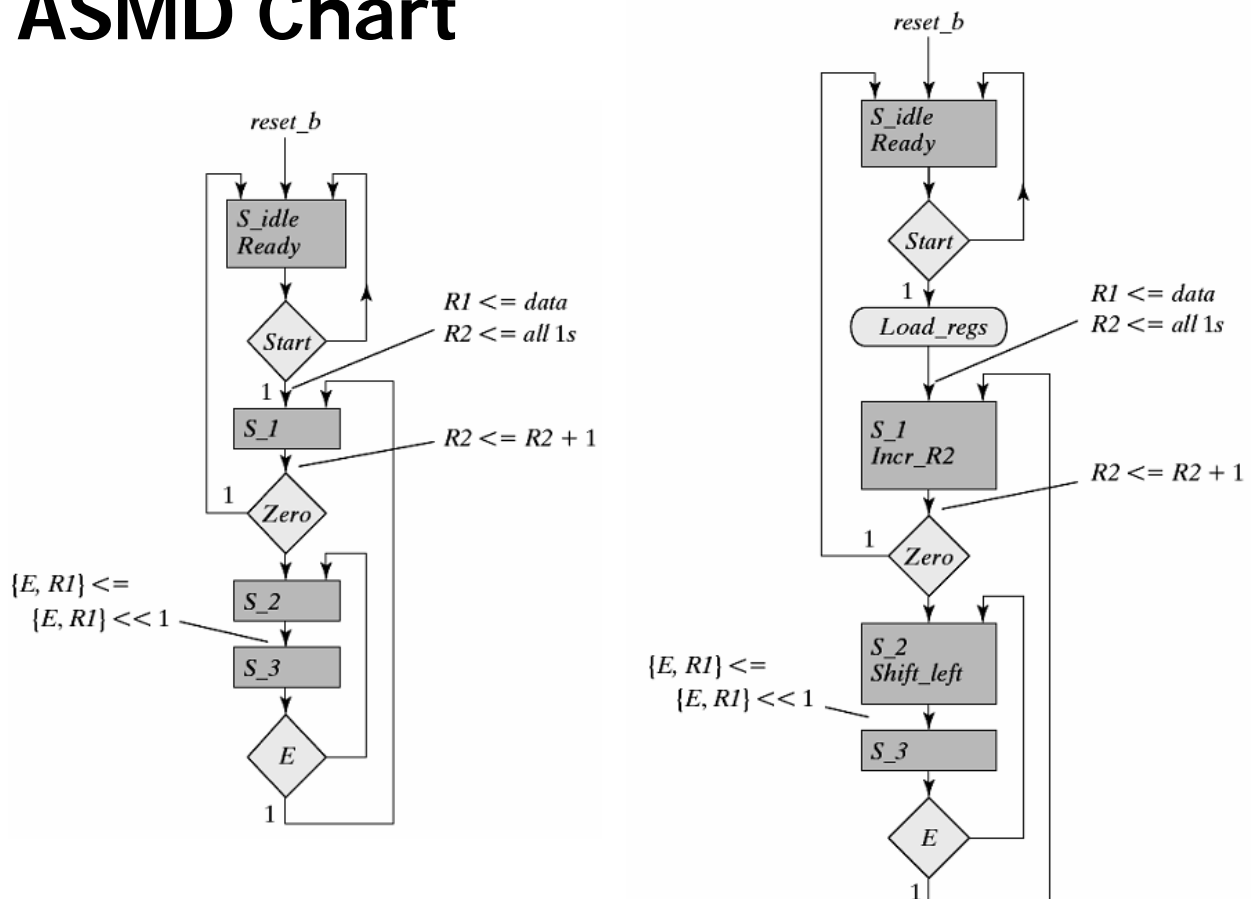 ASMD Chart
reset_b
S_idle
Ready
Start
R1 <= data
R2 <= all 1s
1
S_1
R2 <= R2 + 1
1
Zero
{E, R1} <=
{E, R1} << 1
S_2
S_3
E
1
reset_b
S_idle
Ready
Start
1
Load_regs
R1 <= data
R2 <= all 1s
S_1
Incr_R2
R2 <= R2 + 1
1
Zero
{E, R1} <=
{E, R1} << 1
S_2
Shift_left
S_3
E
1